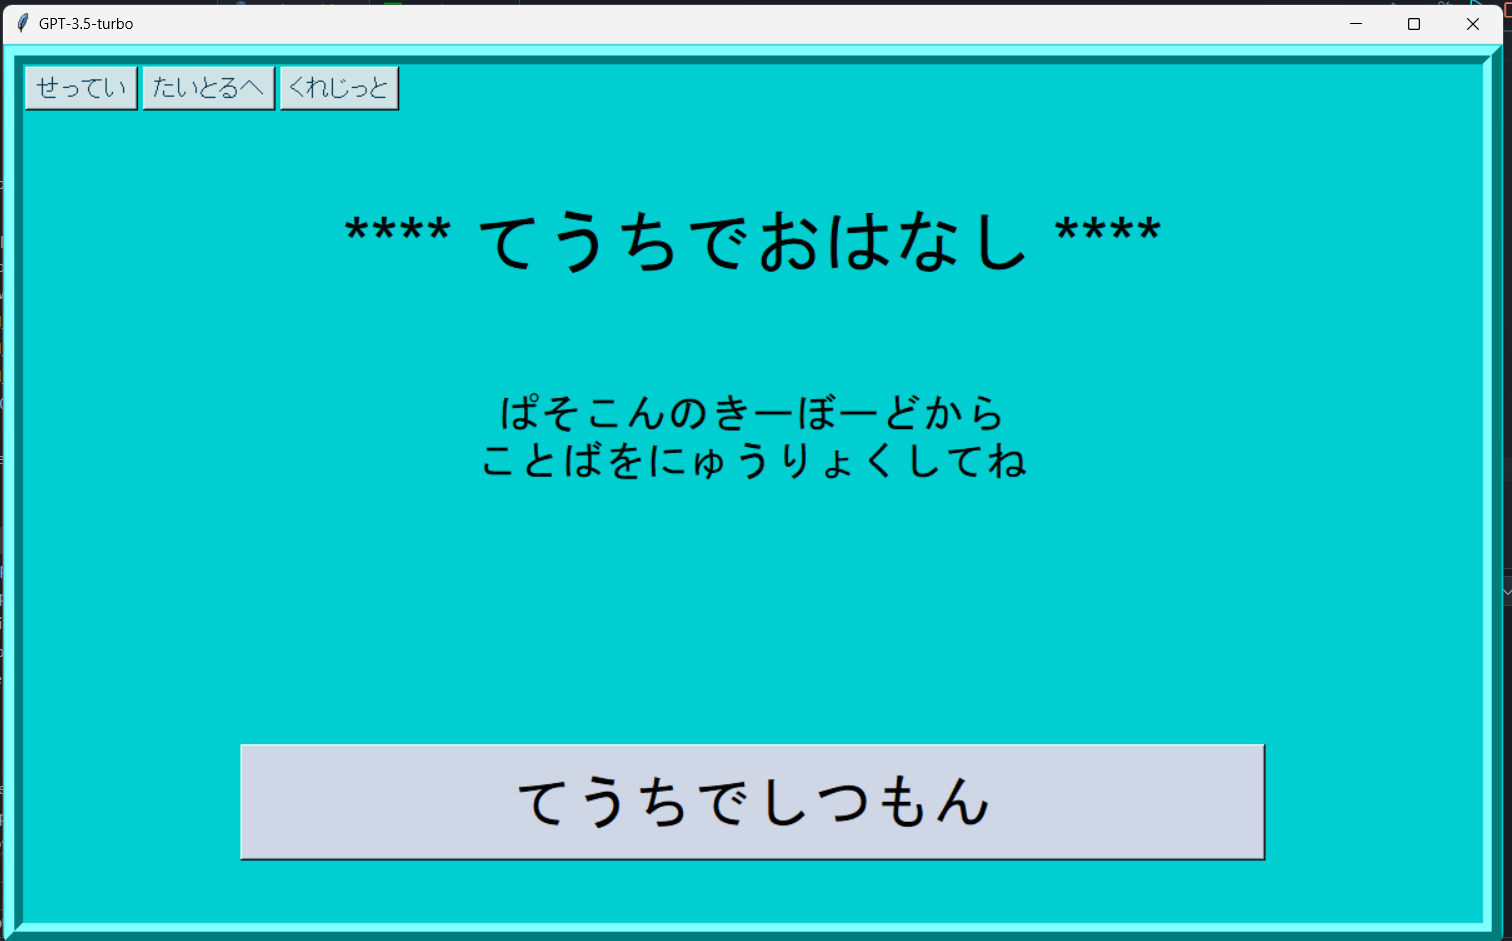 GPT-3.5-turbo
せってい たいとるへ くれじっと
**** てうちでおはなし ****
ぱそこんのきーぼーどから
ことばをにゅうりょくしてね
てうちでしつもん